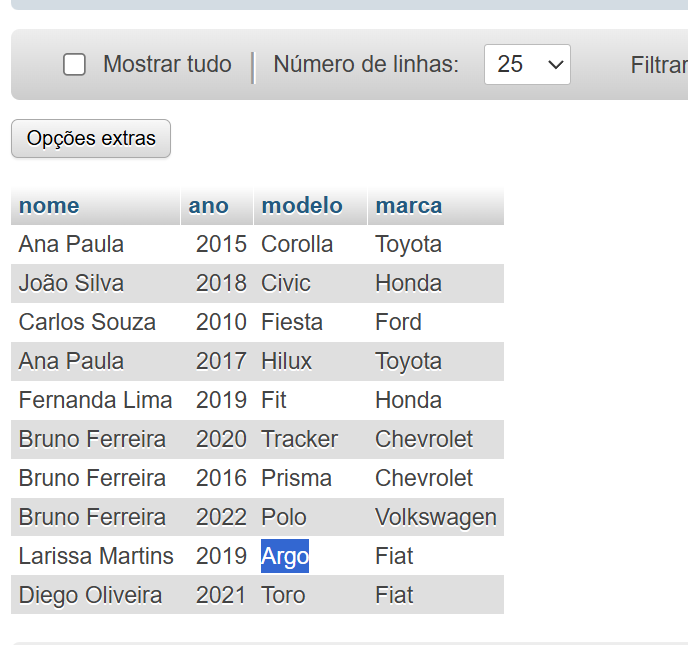 Mostrar tudo | Número de linhas: 25 Filtrar
Opções extras
nome ano modelo marca
Ana Paula 2015 Corolla Toyota
João Silva 2018 Civic Honda
Carlos Souza 2010 Fiesta Ford
Ana Paula 2017 Hilux Toyota
Fernanda Lima 2019 Fit Honda
Bruno Ferreira 2020 Tracker Chevrolet
Bruno Ferreira 2016 Prisma Chevrolet
Bruno Ferreira 2022 Polo Volkswagen
Larissa Martins 2019 Argo Fiat
Diego Oliveira 2021 Toro Fiat